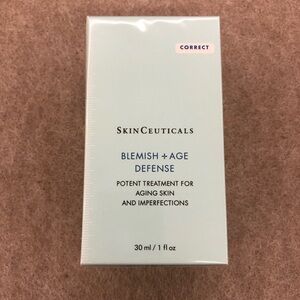 CORRECT
SKINCEUTICALS
BLEMISH + AGE
DEFENSE
POTENT TREATMENT FOR
AGING SKIN
AND IMPERFECTIONS
30 ml / 1 fl oz